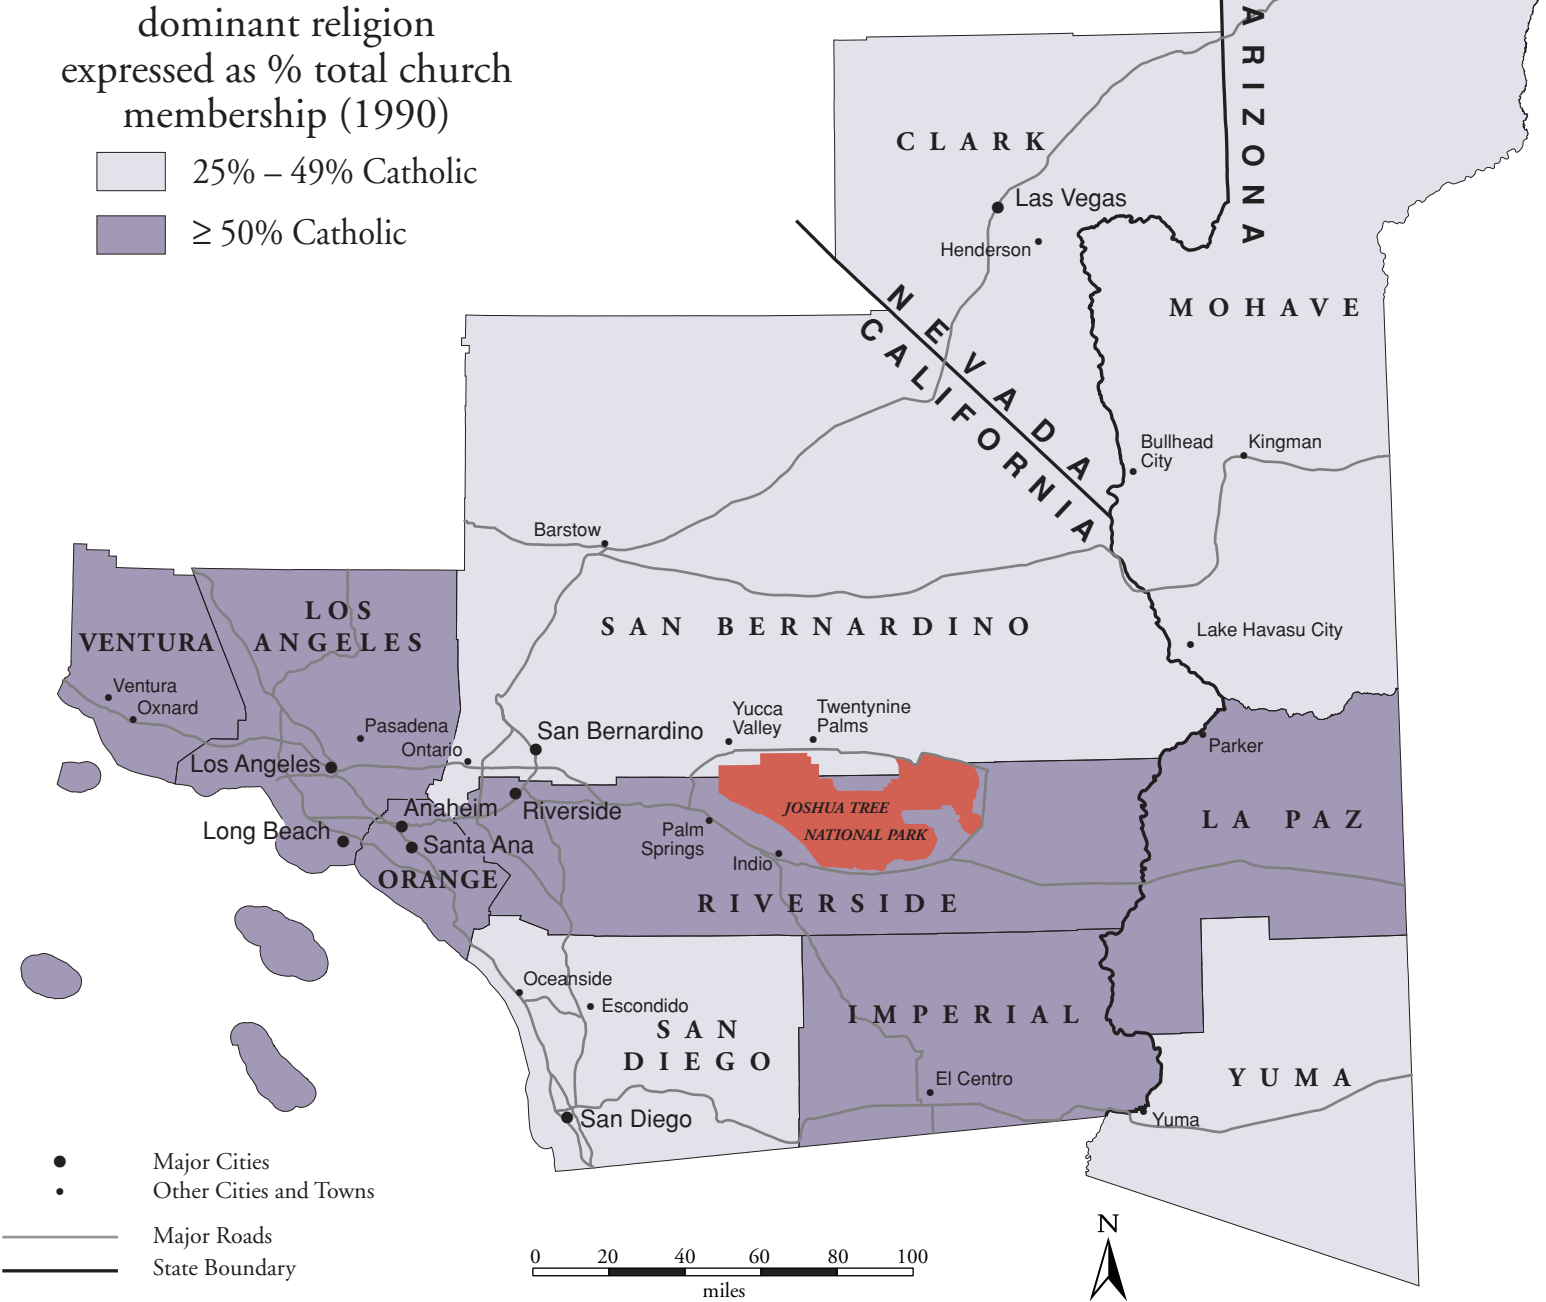 dominant religion
expressed as % total church
membership (1990)
25% – 49% Catholic
≥ 50% Catholic
ARIZONA
CLARK
Las Vegas
Henderson
MOHAVE
NEVADA
CALIFORNIA
Bullhead
City
Kingman
Barstow
LOS
ANGELES
VENTURA
SAN BERNARDINO
Lake Havasu City
Ventura
Oxnard
Pasadena
Ontario
San Bernardino
Yucca
Valley
Twentynine
Palms
Parker
Los Angeles
Anaheim
Riverside
JOSHUA TREE
NATIONAL PARK
LA PAZ
Long Beach
Santa Ana
Palm
Springs
Indio
ORANGE
RIVERSIDE
Oceanside
Escondido
SAN
DIEGO
IMPERIAL
El Centro
YUMA
San Diego
Yuma
Major Cities
Other Cities and Towns
Major Roads
State Boundary
0 20 40 60 80 100
miles
N